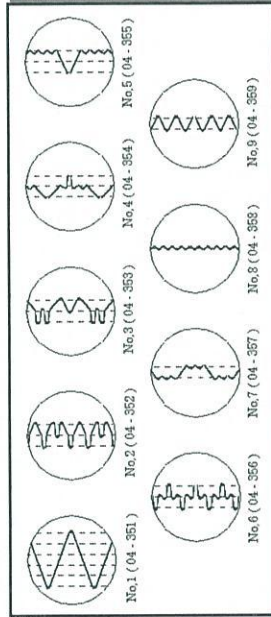 No,1 ( 04 - 351 )
No,2 ( 04 - 352 )
No,3 ( 04 - 353 )
No,4 ( 04 - 354 )
No,5 ( 04 - 355 )
No,6 ( 04 - 356 )
No,7 ( 04 - 357 )
No,8 ( 04 - 358 )
No,9 ( 04 - 359 )